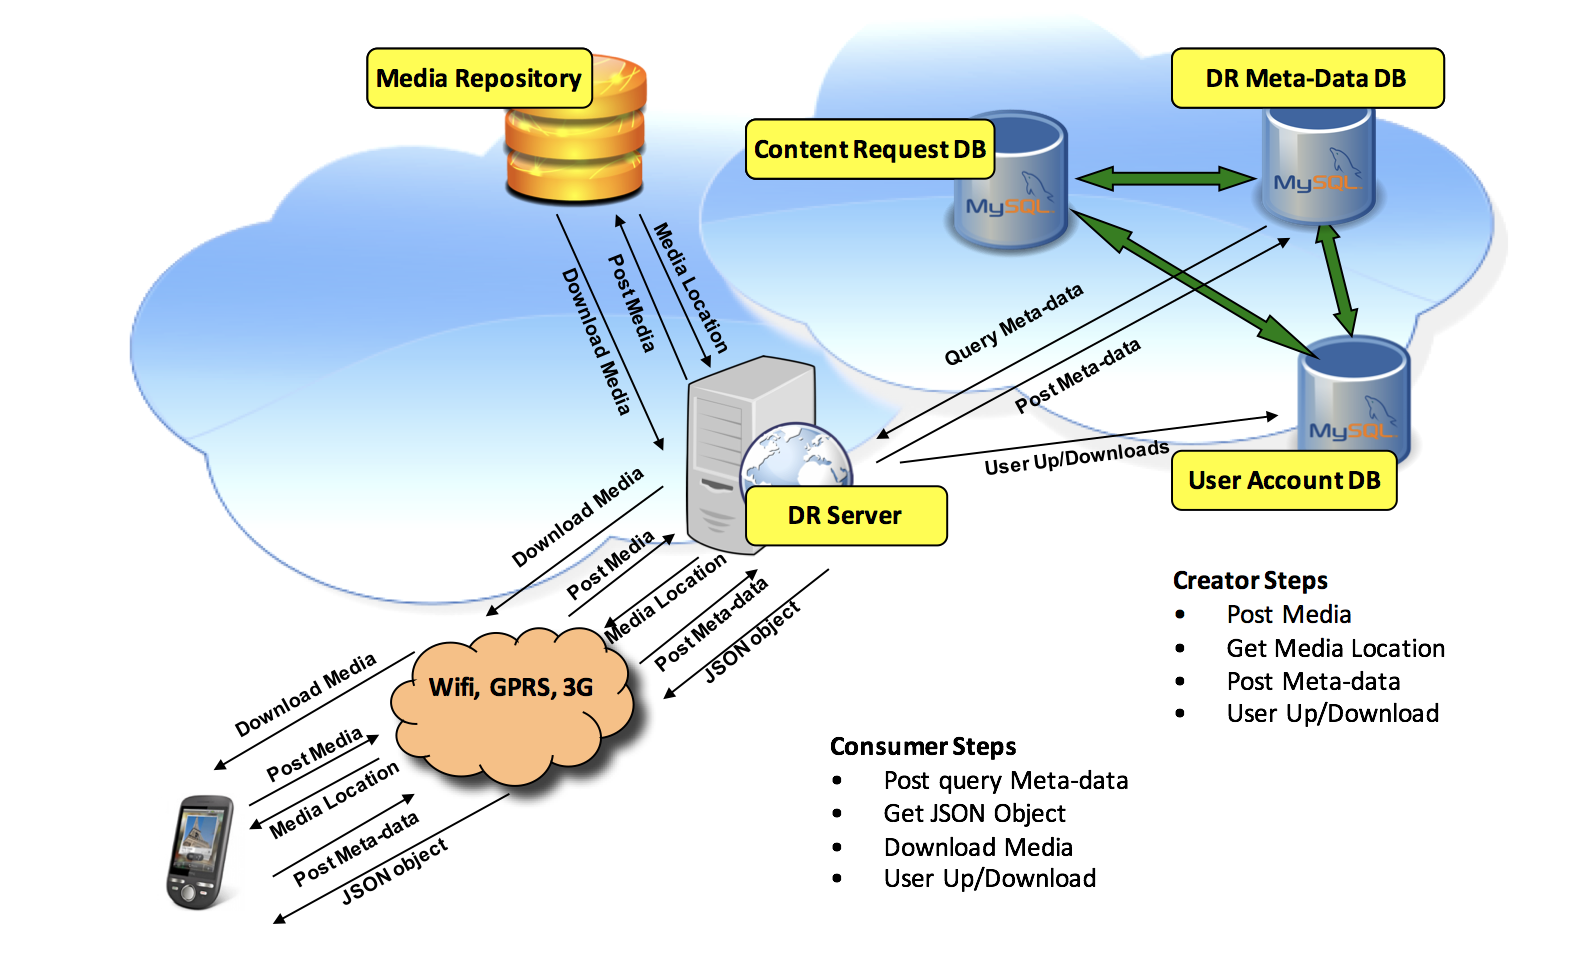 Media Repository
DR Meta-Data DB
Content Request DB
MySQL
MySQL
Download Media
Post Media
Media Location
Query Meta-data
Post Meta-data
User Up/Downloads
MySQL
User Account DB
DR Server
Download Media
Post Media
Media Location
Post Meta-data
JSON object
Wifi, GPRS, 3G
Download Media
Post Media
Media Location
Post Meta-data
JSON object
Creator Steps
• Post Media
• Get Media Location
• Post Meta-data
• User Up/Download
Consumer Steps
• Post query Meta-data
• Get JSON Object
• Download Media
• User Up/Download